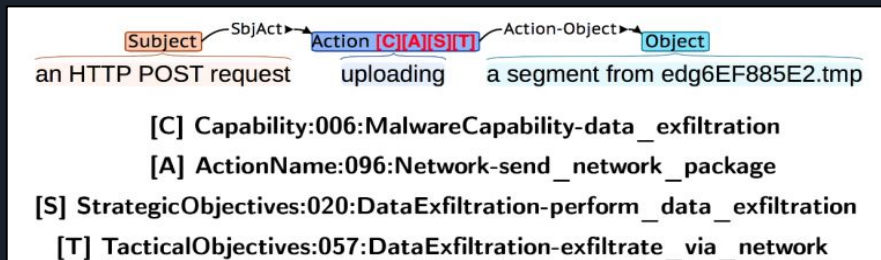 SbjAct Action-Object
Subject Action [C][A][S][T] Object
an HTTP POST request uploading a segment from edg6EF885E2.tmp
[C] Capability:006:MalwareCapability-data_exfiltration
[A] ActionName:096:Network-send_network_package
[S] StrategicObjectives:020:DataExfiltration-perform_data_exfiltration
[T] TacticalObjectives:057:DataExfiltration-exfiltrate_via_network